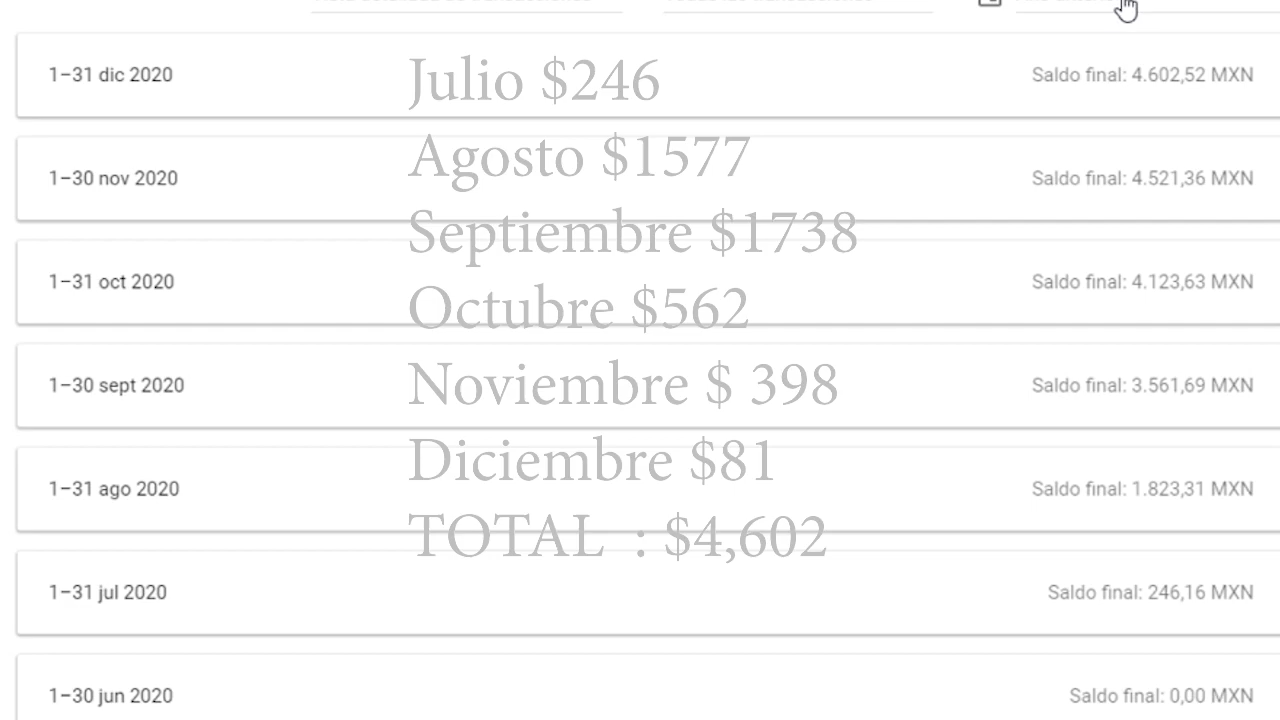 1–31 dic 2020
Julio $246
Saldo final: 4.602,52 MXN
Agosto $1577
1–30 nov 2020
Saldo final: 4.521,36 MXN
Septiembre $1738
1–31 oct 2020
Saldo final: 4.123,63 MXN
Octubre $562
1–30 sept 2020
Noviembre $ 398
Saldo final: 3.561,69 MXN
Diciembre $81
1–31 ago 2020
Saldo final: 1.823,31 MXN
TOTAL : $4,602
1–31 jul 2020
Saldo final: 246,16 MXN
1–30 jun 2020
Saldo final: 0,00 MXN